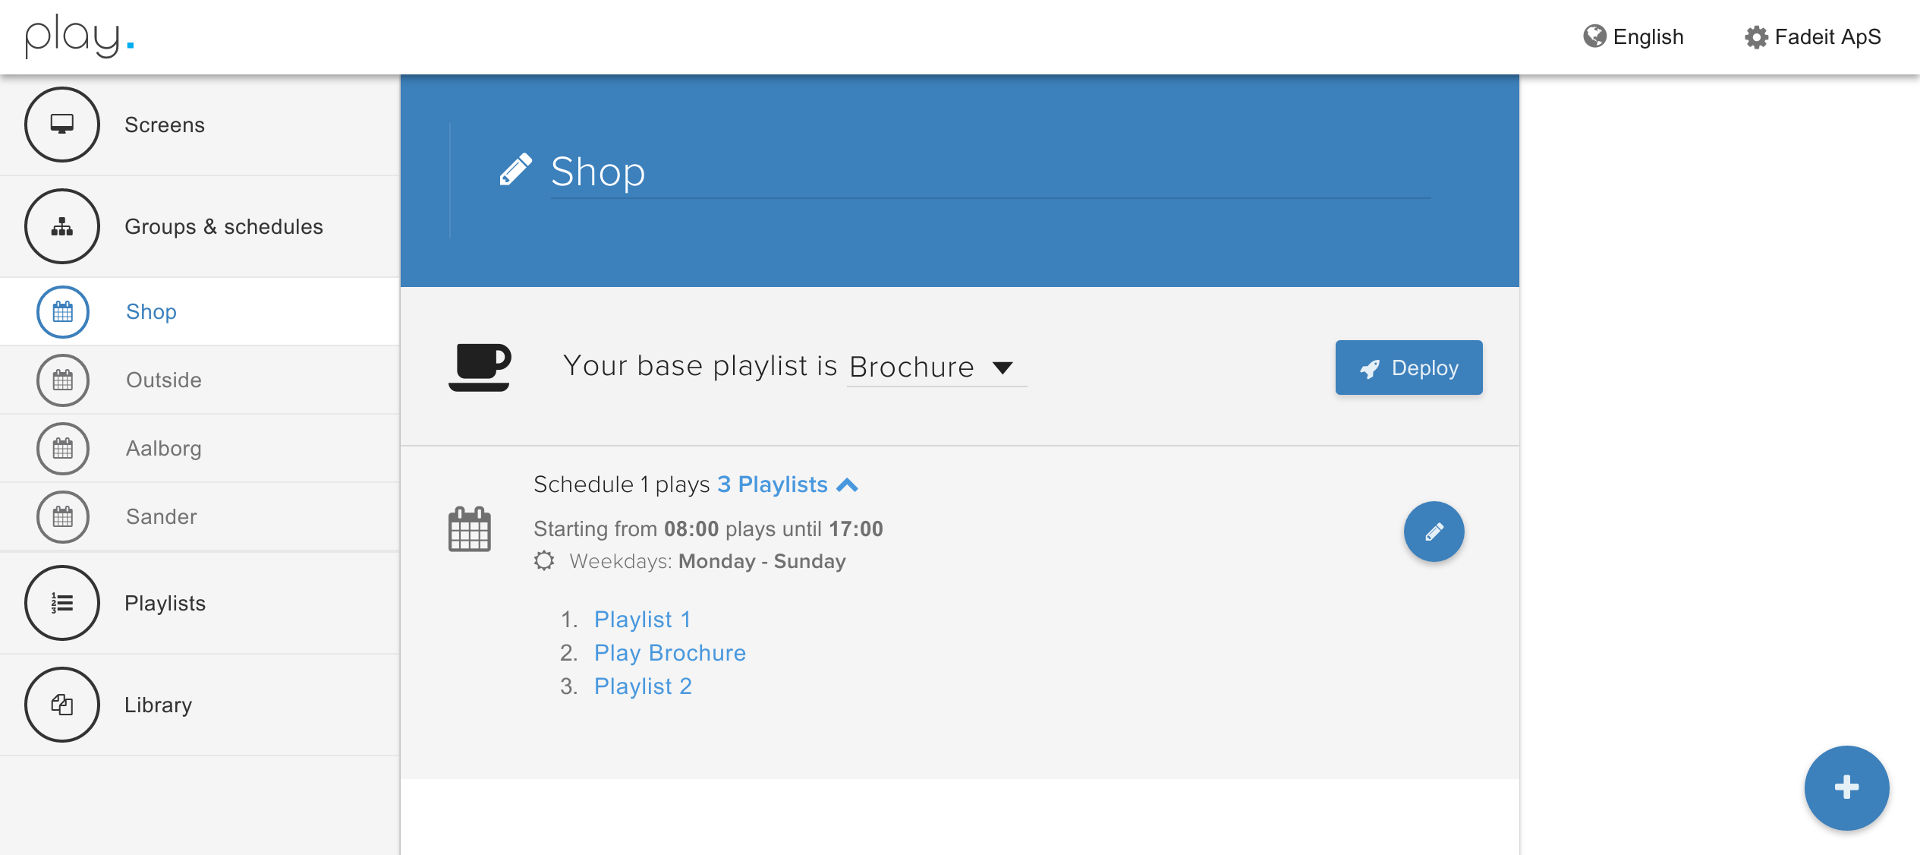 play.
English
Fadeit ApS
Screens
Groups & schedules
Shop
Outside
Aalborg
Sander
Playlists
Library
Shop
Your base playlist is Brochure
Deploy
Schedule 1 plays 3 Playlists
Starting from 08:00 plays until 17:00
Weekdays: Monday - Sunday
1. Playlist 1
2. Play Brochure
3. Playlist 2